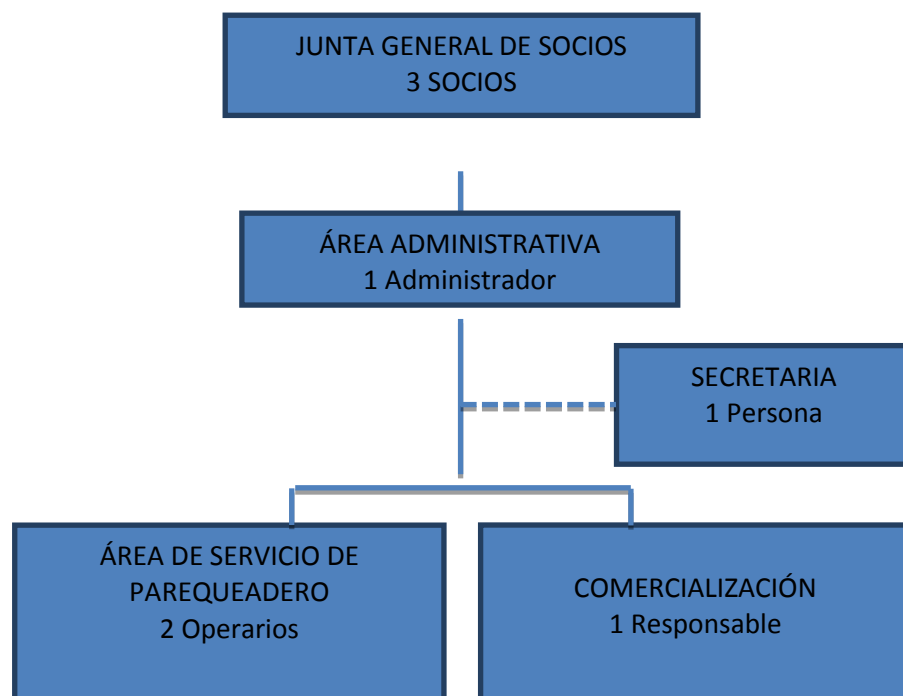 JUNTA GENERAL DE SOCIOS
3 SOCIOS
ÁREA ADMINISTRATIVA
1 Administrador
SECRETARIA
1 Persona
ÁREA DE SERVICIO DE
PAREQUEADERO
2 Operarios
COMERCIALIZACIÓN
1 Responsable